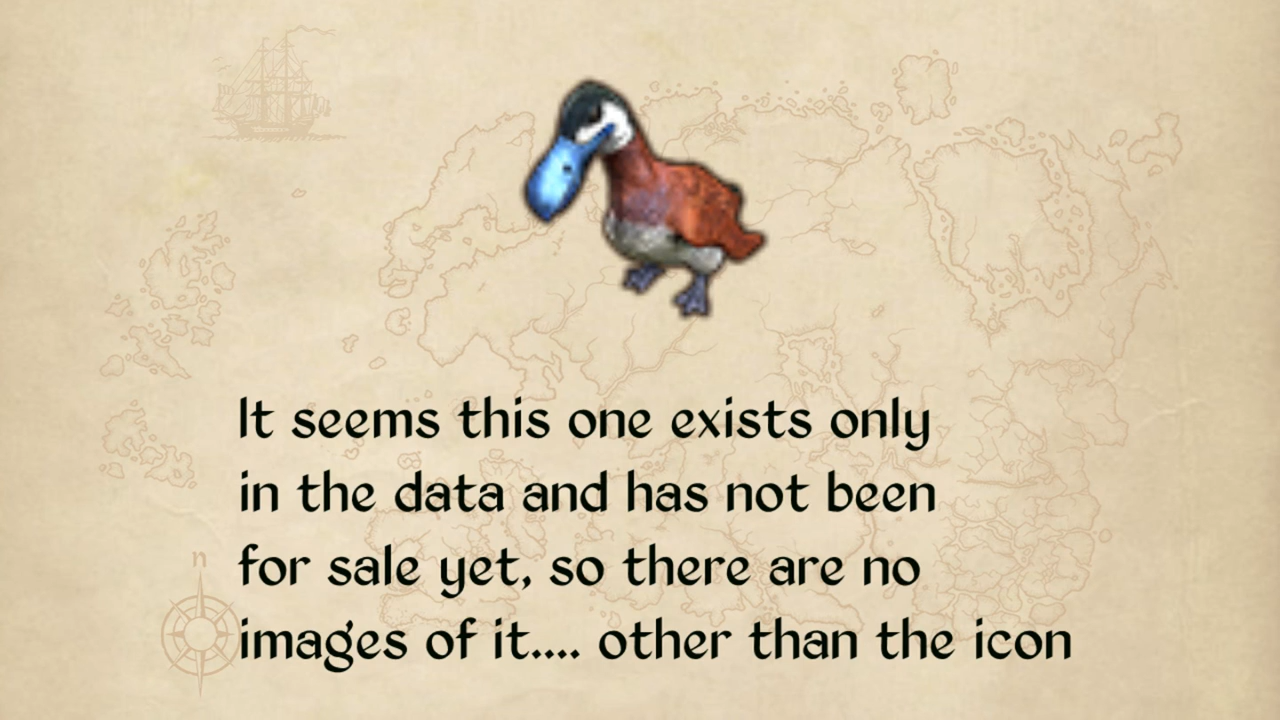 It seems this one exists only
in the data and has not been
for sale yet, so there are no
images of it.... other than the icon
n